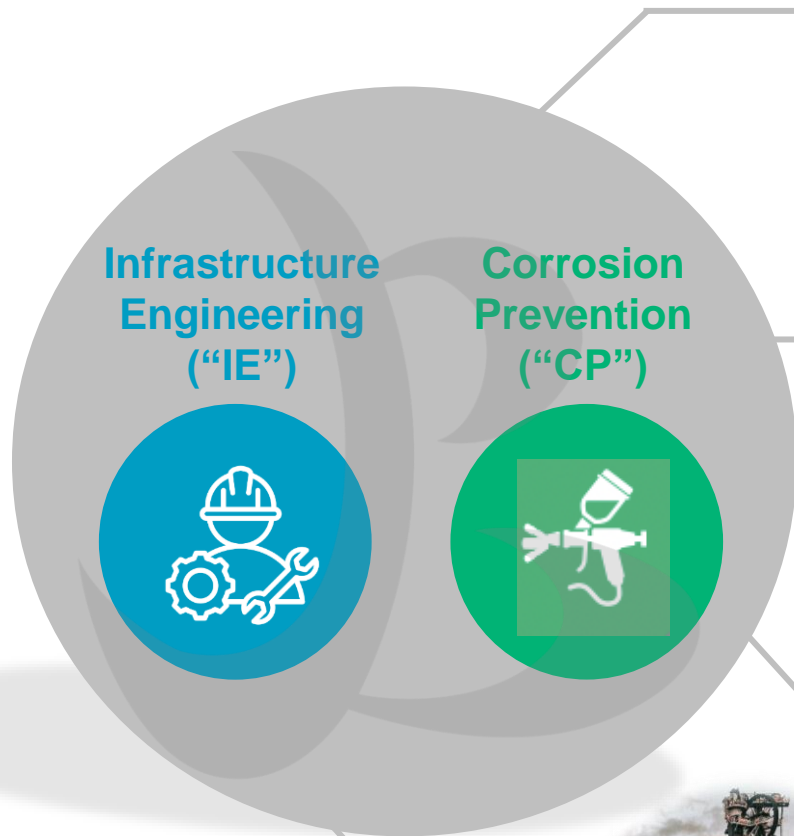 Infrastructure
Engineering
(“IE”)
Corrosion
Prevention
(“CP”)